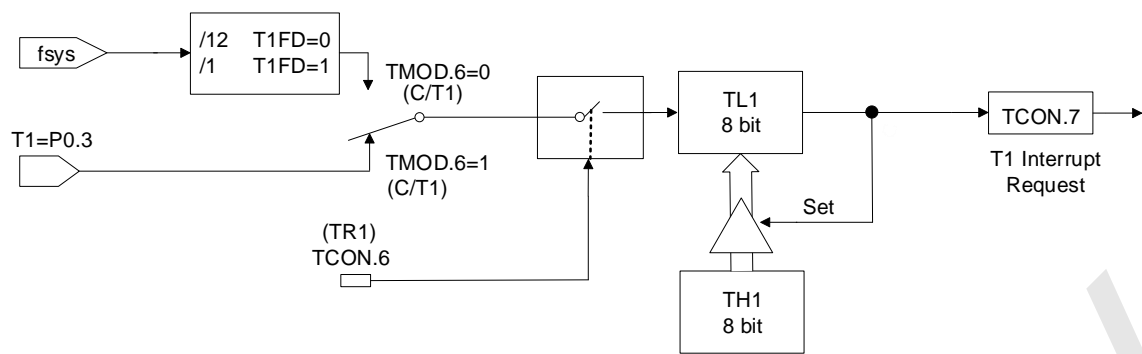 fsys
/12 T1FD=0
/1 T1FD=1
TMOD.6=0
(C/T1)
T1=P0.3
TMOD.6=1
(C/T1)
(TR1)
TCON.6
TL1
8 bit
TCON.7
T1 Interrupt
Request
Set
TH1
8 bit